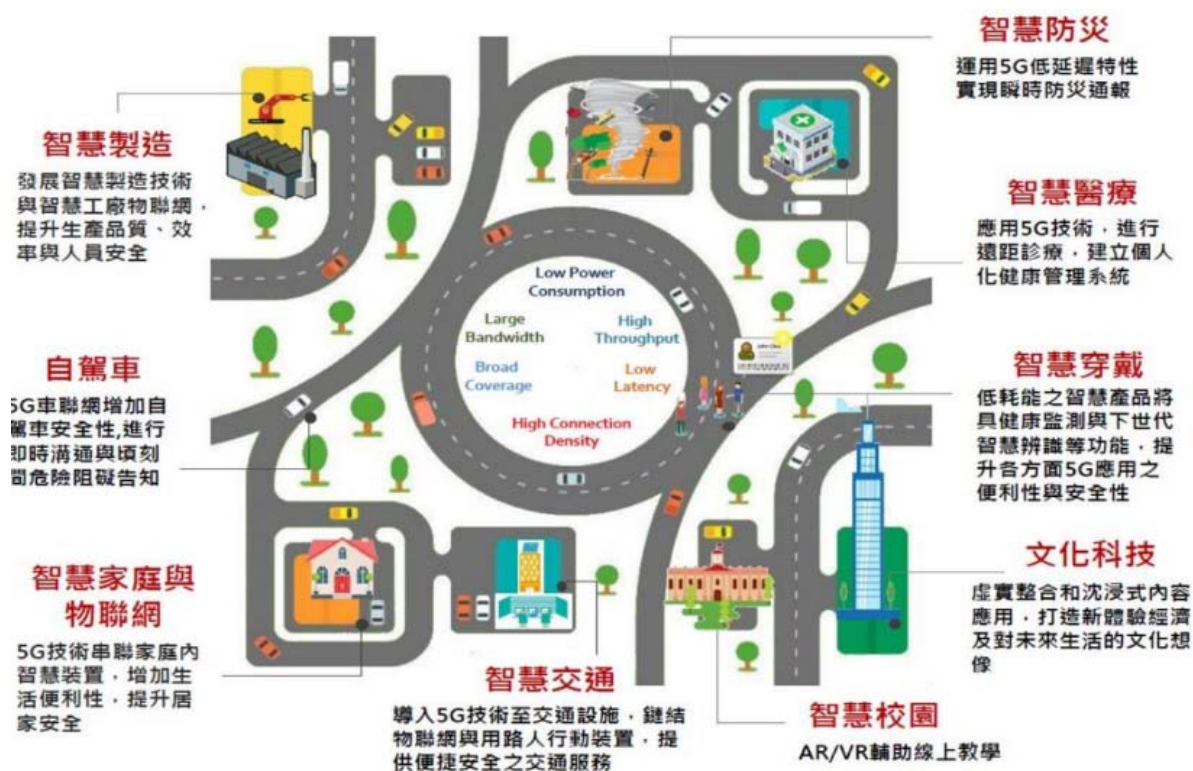 智慧防災
運用5G低延遲特性
實現瞬時防災通報
智慧製造
發展智慧製造技術
與智慧工廠物聯網，
提升生產品質、效
率與人員安全
智慧醫療
應用5G技術，進行
遠距診療，建立個人
化健康管理系統
Low Power
Consumption
Large
Bandwidth
High
Throughput
Broad
Coverage
Low
Latency
High Connection
Density
自駕車
5G車聯網增加自
駕車安全性,進行
即時溝通與頃刻
間危險阻礙告知
智慧穿戴
低耗能之智慧產品將
具健康監測與下世代
智慧辨識等功能，提
升各方面5G應用之
便利性與安全性
智慧家庭與
物聯網
5G技術串聯家庭內
智慧裝置，增加生
活便利性，提升居
家安全
文化科技
虛實整合和沈浸式內容
應用，打造新體驗經濟
及對未來生活的文化想
像
智慧交通
導入5G技術至交通設施，鏈結
物聯網與用路人行動裝置，提
供便捷安全之交通服務
智慧校園
AR/VR輔助線上教學